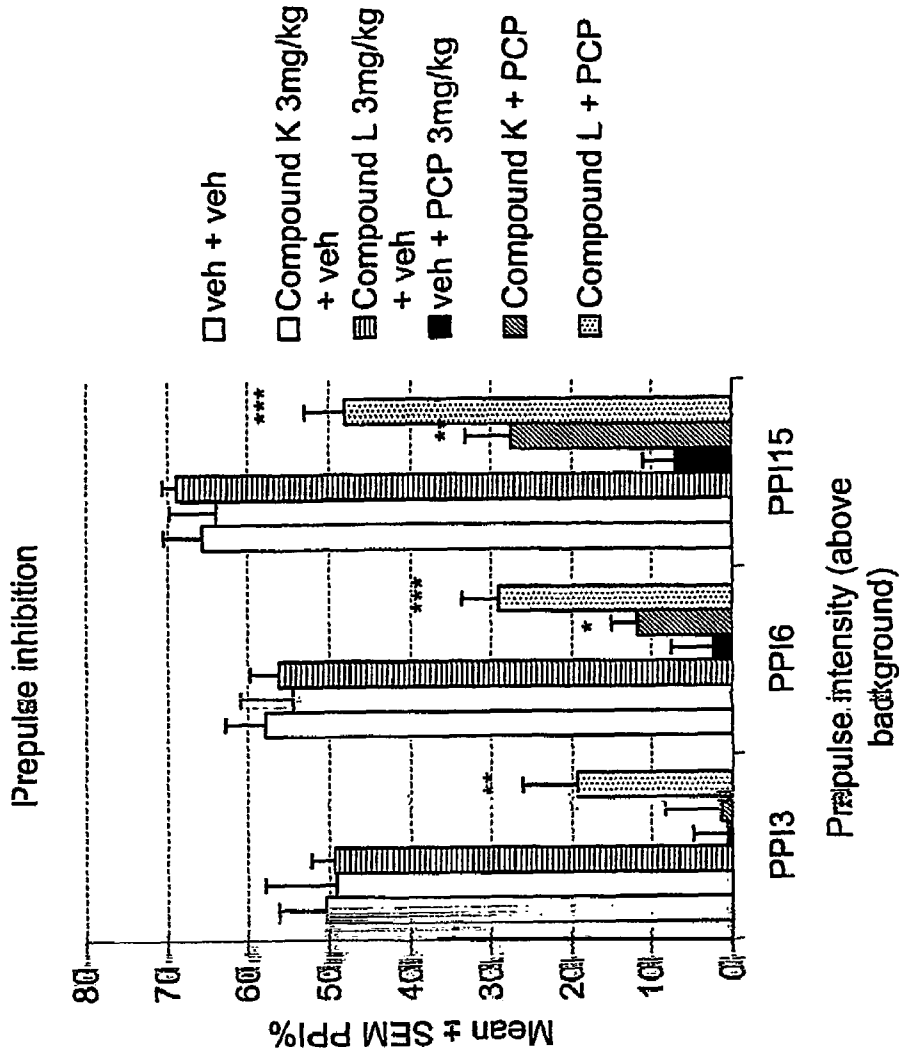 Prepulse inhibition
Mean ± SEM PPI%
80
70
60
50
40
30
20
10
0
**
*
***
**
***
PPI3
PPI6
PPI15
Prepulse intensity (above
background)
veh + veh
Compound K 3mg/kg
+ veh
Compound L 3mg/kg
+ veh
veh + PCP 3mg/kg
Compound K + PCP
Compound L + PCP